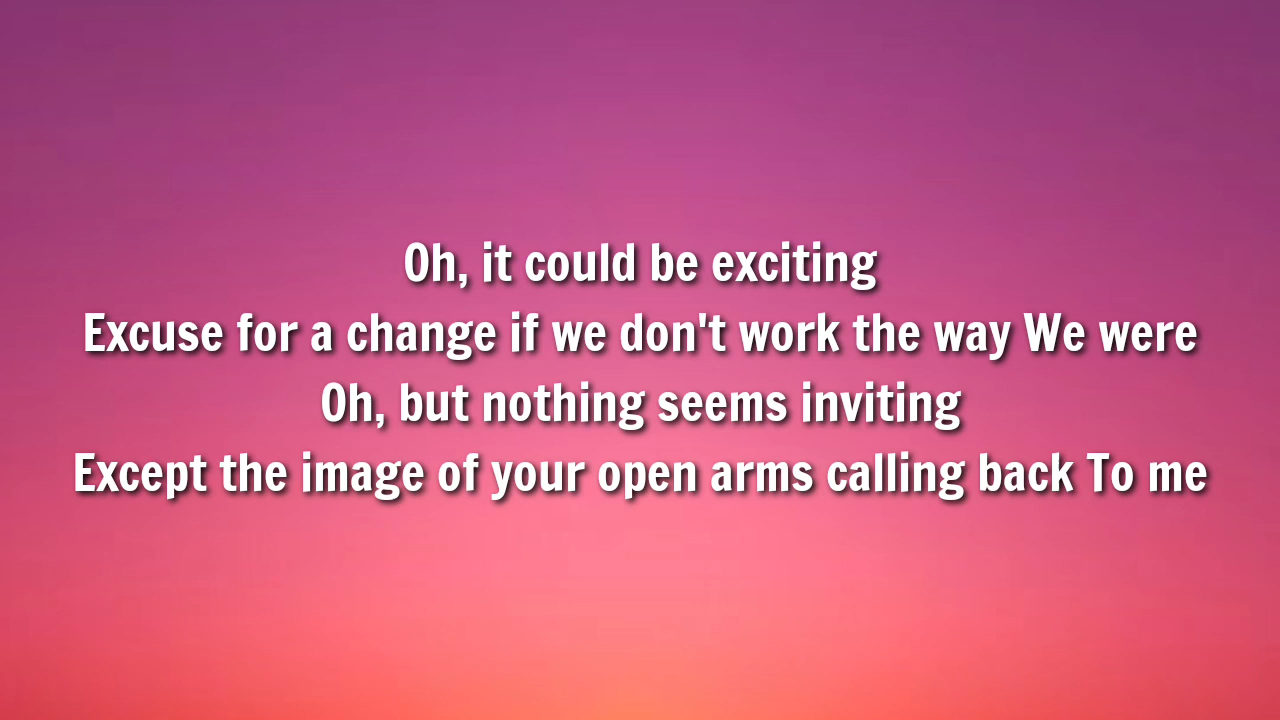 Oh, it could be exciting
Excuse for a change if we don't work the way We were
Oh, but nothing seems inviting
Except the image of your open arms calling back To me